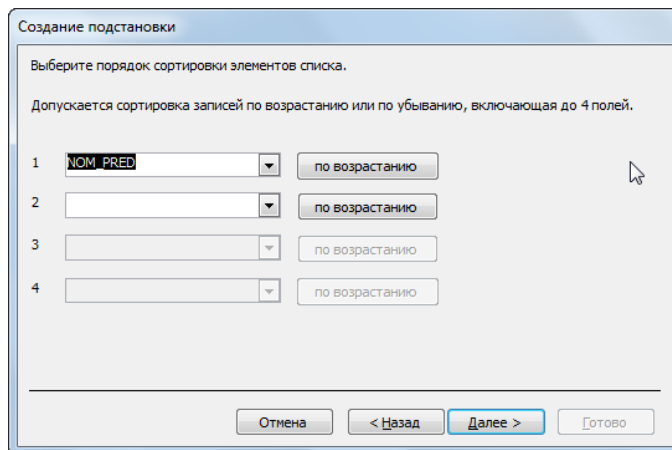 Создание подстановки
Выберите порядок сортировки элементов списка.
Допускается сортировка записей по возрастанию или по убыванию, включающая до 4 полей.
1 NOM_PRED по возрастанию
2 по возрастанию
3 по возрастанию
4 по возрастанию
Отмена < Назад Далее > Готово